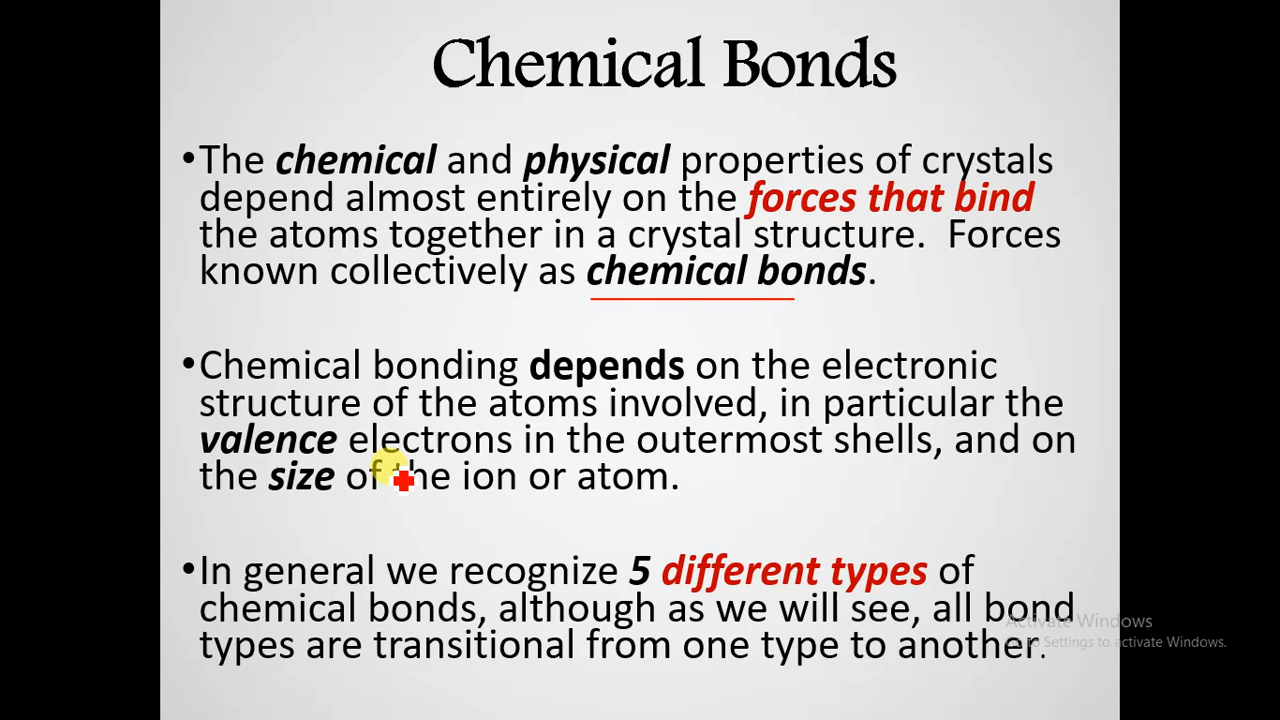 Chemical Bonds
•The chemical and physical properties of crystals
depend almost entirely on the forces that bind
the atoms together in a crystal structure.  Forces
known collectively as chemical bonds.
•Chemical bonding depends on the electronic
structure of the atoms involved, in particular the
valence electrons in the outermost shells, and on
the size of the ion or atom.
•In general we recognize 5 different types of
chemical bonds, although as we will see, all bond
types are transitional from one type to another.
Activate Windows
Go to Settings to activate Windows.